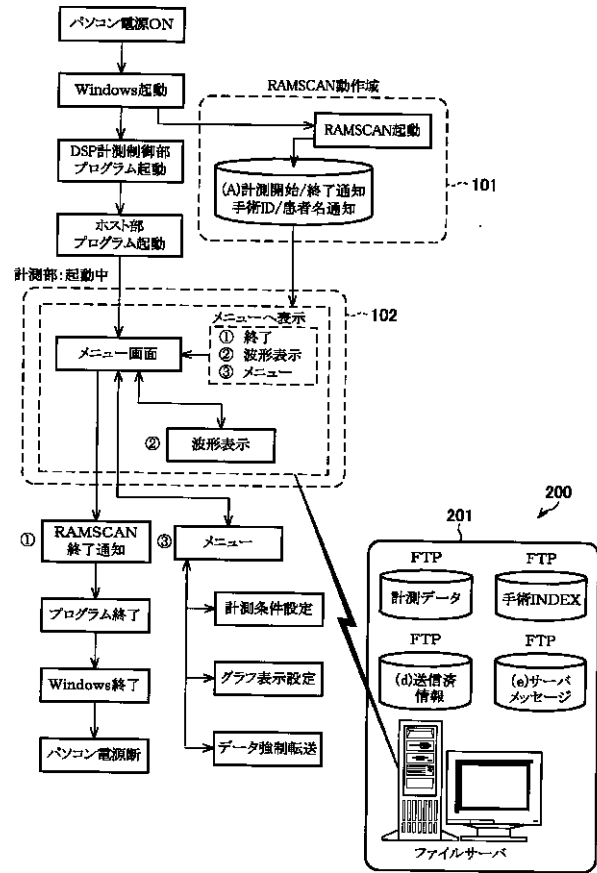 パソコン電源ON
Windows起動
RAMSCAN動作域
RAMSCAN起動
DSP計測制御部
プログラム起動
(A)計測開始/終了通知
手術ID/患者名通知
101
ホスト部
プログラム起動
計測部:起動中
102
メニューへ表示
① 終了
② 波形表示
③ メニュー
メニュー画面
②
波形表示
①
RAMSCAN
終了通知
③
メニュー
プログラム終了
計測条件設定
Windows終了
グラフ表示設定
パソコン電源断
データ強制転送
200
201
FTP
計測データ
FTP
手術INDEX
FTP
(d)送信済
情報
FTP
(e)サーバ
メッセージ
ファイルサーバ